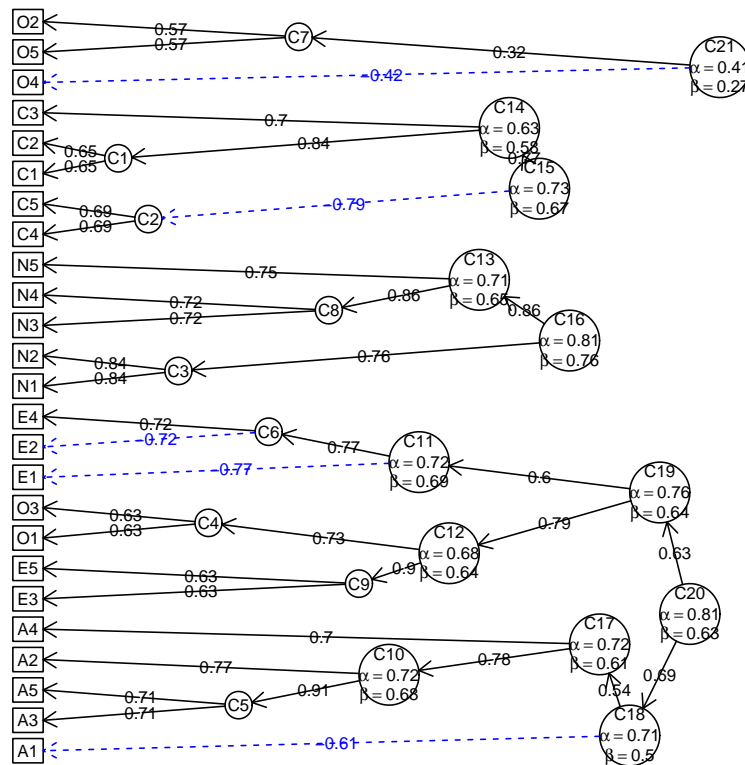 O2
0.57
C7
O5
0.57
0.32
C21
α = 0.41
β = 0.27
O4
-0.42
C3
0.7
C14
α = 0.63
β = 0.58
C2
0.65
C1
0.84
C1
0.65
C15
α = 0.73
β = 0.67
C5
0.69
C2
-0.79
C4
0.69
N5
0.75
C13
α = 0.71
β = 0.65
N4
0.72
C8
0.86
N3
0.72
0.86
C16
α = 0.81
β = 0.76
N2
0.84
C3
0.76
N1
0.84
E4
0.72
C6
E2
-0.72
0.77
C11
α = 0.72
β = 0.69
E1
-0.77
0.6
C19
α = 0.76
β = 0.64
O3
0.63
C4
0.73
0.79
O1
0.63
C12
α = 0.68
β = 0.64
E5
0.63
C9
0.9
E3
0.63
0.63
C20
α = 0.81
β = 0.63
A4
0.7
C17
α = 0.72
β = 0.61
A2
0.77
C10
α = 0.72
β = 0.68
0.78
A5
0.71
C5
0.91
A3
0.71
0.54
0.69
C18
α = 0.71
β = 0.5
A1
-0.61